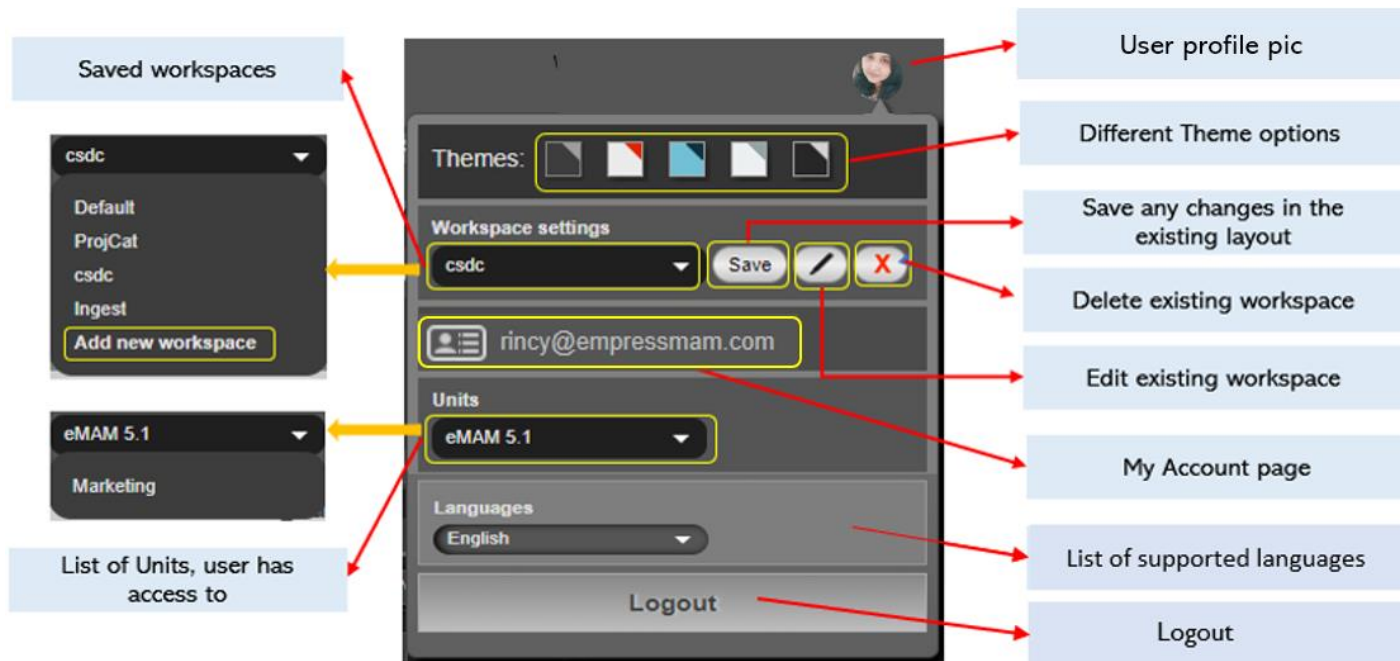 Saved workspaces
csdc
Default
ProjCat
csdc
Ingest
Add new workspace
eMAM 5.1
Marketing
List of Units, user has
access to
Themes:
Workspace settings
csdc
Save
X
rincy@empressmam.com
Units
eMAM 5.1
Languages
English
Logout
User profile pic
Different Theme options
Save any changes in the
existing layout
Delete existing workspace
Edit existing workspace
My Account page
List of supported languages
Logout